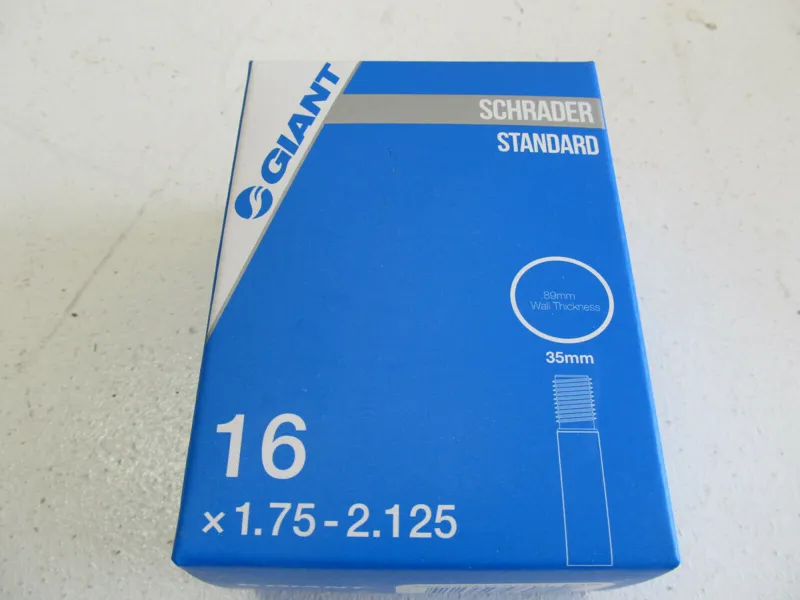 GIANT
SCHRADER
STANDARD
.89mm
Wall Thickness
35mm
16
x 1.75 - 2.125